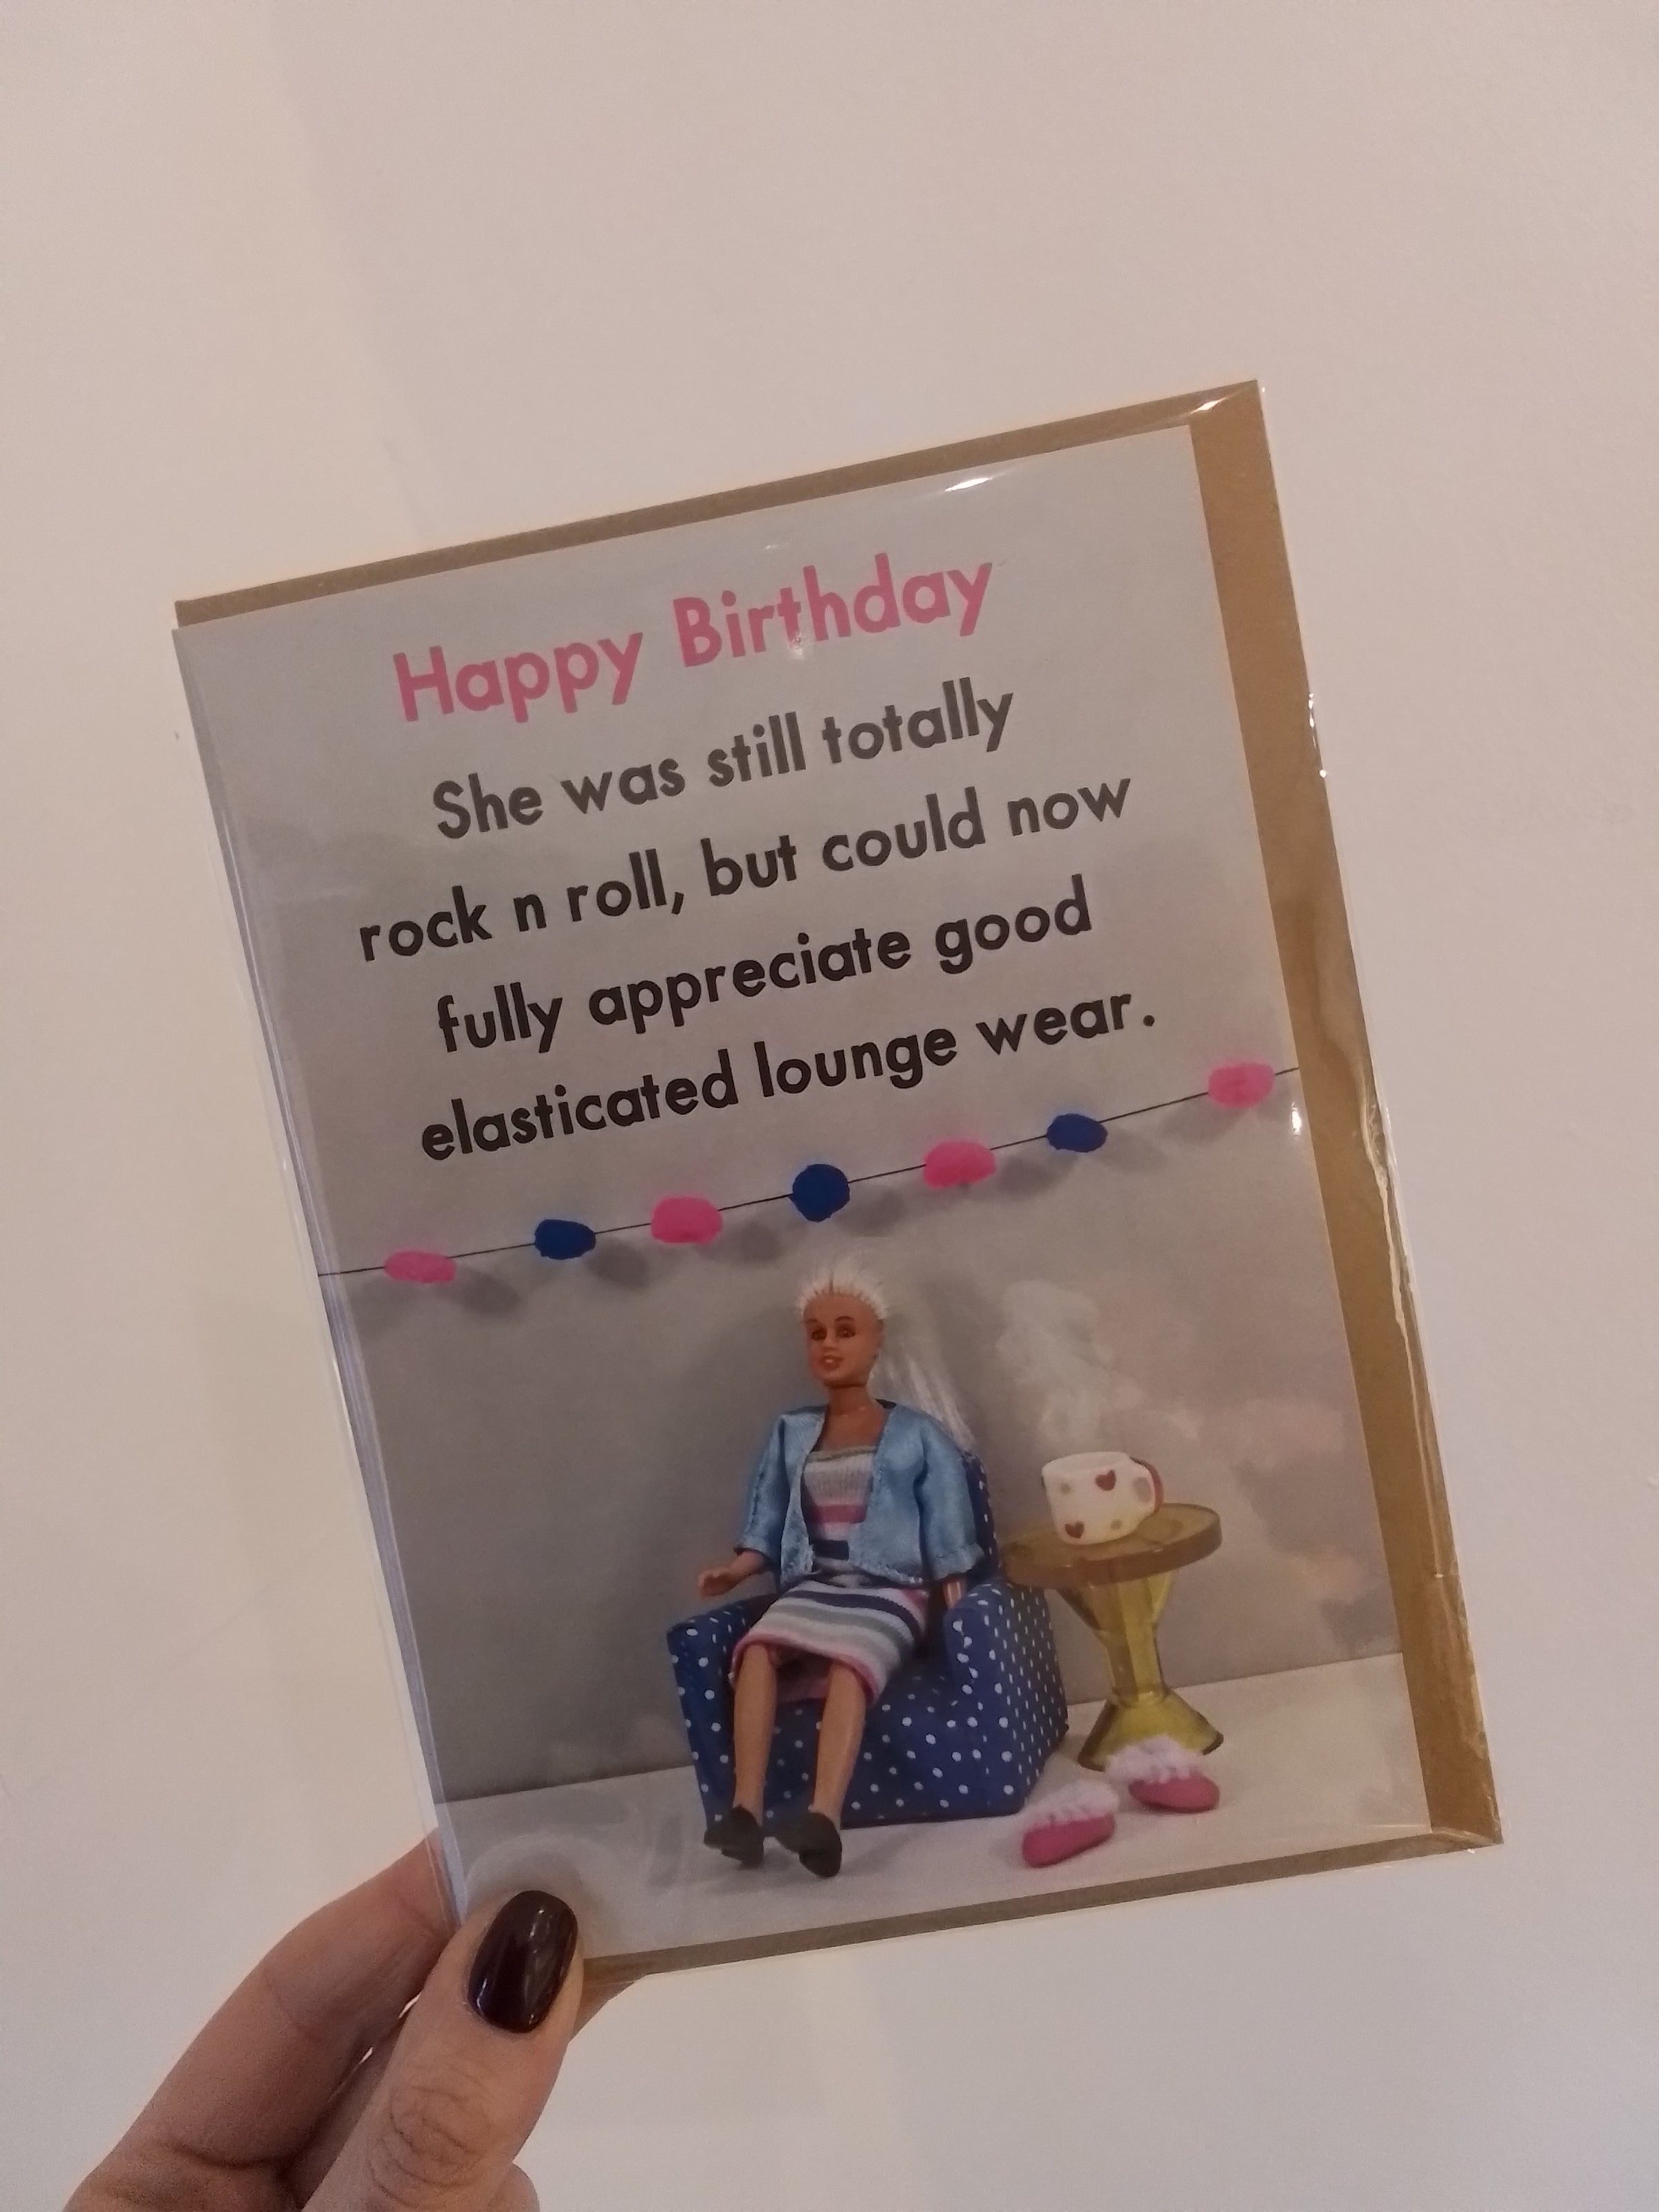 Happy Birthday
She was still totally
rock n roll, but could now
fully appreciate good
elasticated lounge wear.